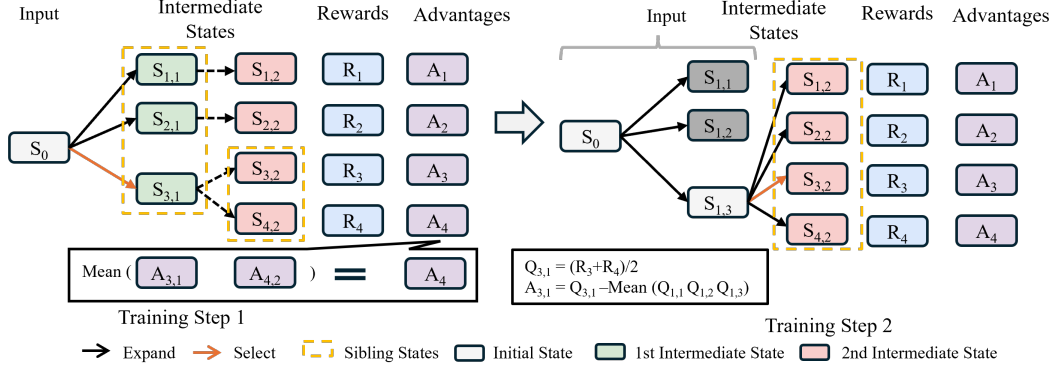 Input
Intermediate
States
Rewards
Advantages
S1,1
S1,2
R1
A1
S2,1
S2,2
R2
A2
S0
S3,1
S3,2
R3
A3
S4,2
R4
A4
Mean ( A3,1 A4,2 ) = A4
Training Step 1
Input
Intermediate
States
Rewards
Advantages
S1,1
S1,2
R1
A1
S0
S1,2
S2,2
R2
A2
S1,3
S3,2
R3
A3
S4,2
R4
A4
Q3,1 = (R3+R4)/2
A3,1 = Q3,1 –Mean (Q1,1 Q1,2 Q1,3)
Training Step 2
Expand
Select
Sibling States
Initial State
1st Intermediate State
2nd Intermediate State